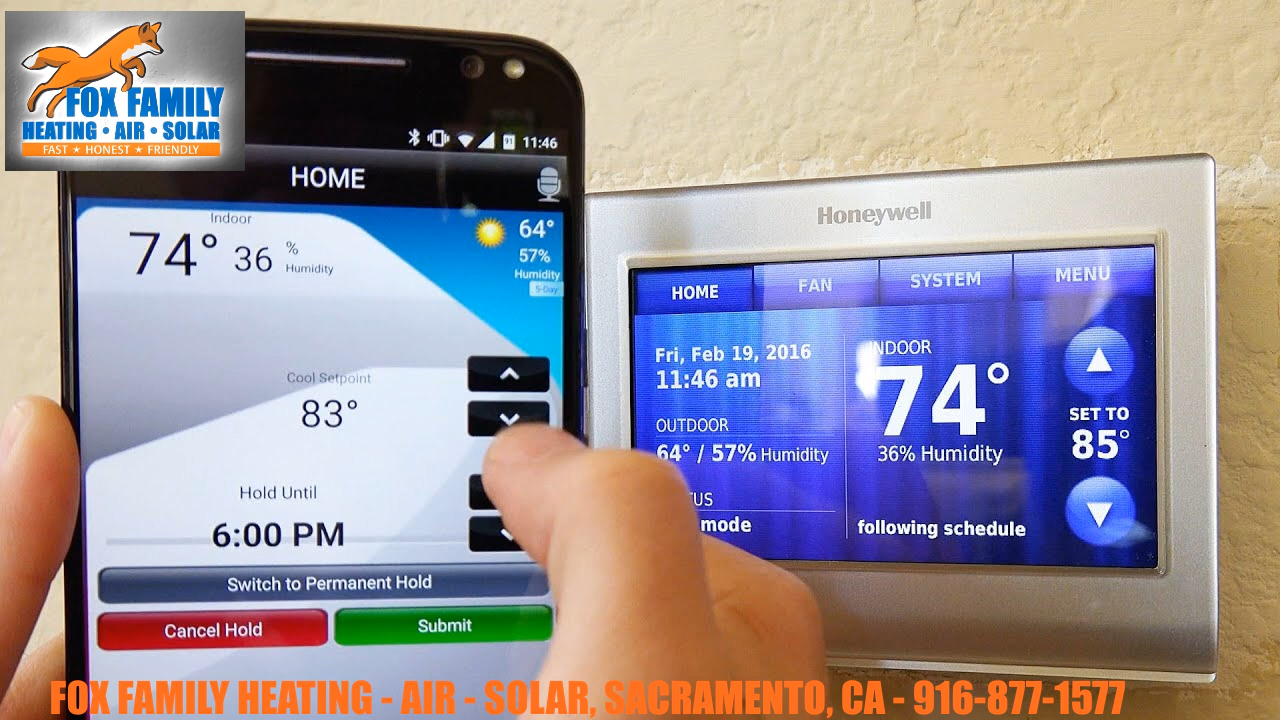 FOX FAMILY
HEATING • AIR • SOLAR
FAST ★ HONEST ★ FRIENDLY
91 11:46
HOME
Indoor
74° 36 % Humidity
64°
57%
Humidity
5-Day
Cool Setpoint
83°
Hold Until
6:00 PM
Switch to Permanent Hold
Cancel Hold
Submit
Honeywell
HOME FAN SYSTEM MENU
Fri, Feb 19, 2016
11:46 am
OUTDOOR
64° / 57% Humidity
mode
INDOOR
74°
36% Humidity
following schedule
SET TO
85°
FOX FAMILY HEATING - AIR - SOLAR, SACRAMENTO, CA - 916-877-1577